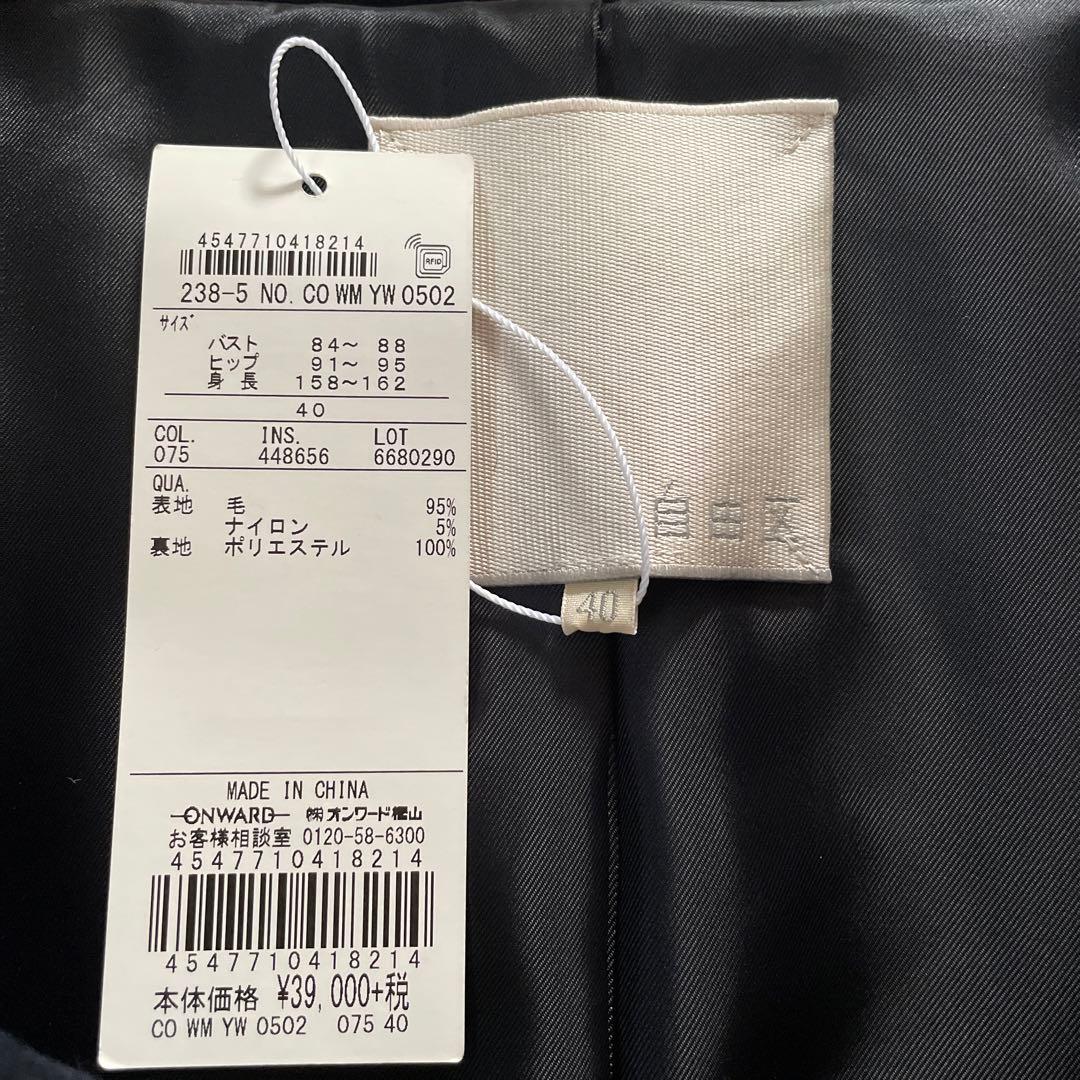 4547710418214
RFID
238-5 NO. CO WM YW 0502
サイズ
バスト 84～ 88
ヒップ 91～ 95
身 長 158～162
40
COL. INS. LOT
075 448656 6680290
QUA.
表地 毛 95%
ナイロン 5%
裏地 ポリエステル 100%
MADE IN CHINA
ONWARD ㈱オンワード樫山
お客様相談室 0120-58-6300
4547710418214
4547710418214
本体価格 ¥39,000+税
CO WM YW 0502 075 40
自由区
40